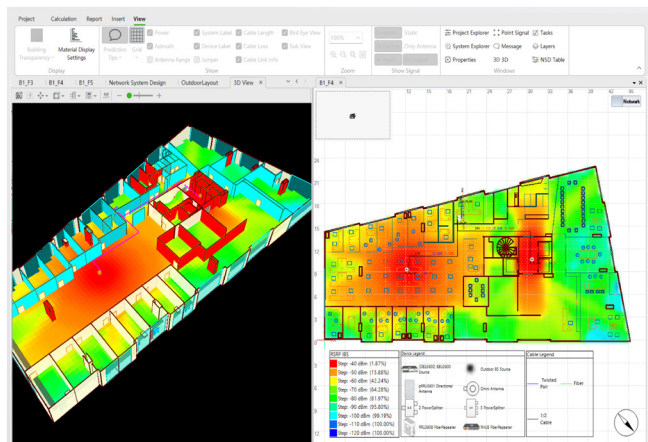 Project Calculation Report Insert View
Building Transparency
Material Display Settings
Display
Prediction Tips
Grid
Power
Azimuth
Antenna Range
System Label
Device Label
Jumper
Cable Length
Cable Loss
Cable Link Info
Bird Eye View
Sub View
Show
100%
Zoom
State
Only Antenna
Show Signal
Project Explorer
Point Signal
Tasks
System Explorer
Message
Layers
Properties
3D 3D
NSD Table
Windows
B1_F3 B1_F4 B1_F5 Network System Design OutdoorLayout 3D View
B1_F4
Network
RSRP IBS
Step -40 dBm (1.87%)
Step -50 dBm (15.88%)
Step -60 dBm (42.24%)
Step -70 dBm (64.28%)
Step -80 dBm (81.97%)
Step -90 dBm (95.80%)
Step -100 dBm (99.19%)
Step -110 dBm (100.00%)
Step -120 dBm (100.00%)
Device Legend
Source
Outdoor BS Source
Directional
Antenna
Omni Antenna
2 PowerSplitter
3 PowerSplitter
Cable Legend
Twisted
Pair
Fiber
1/2
Cable